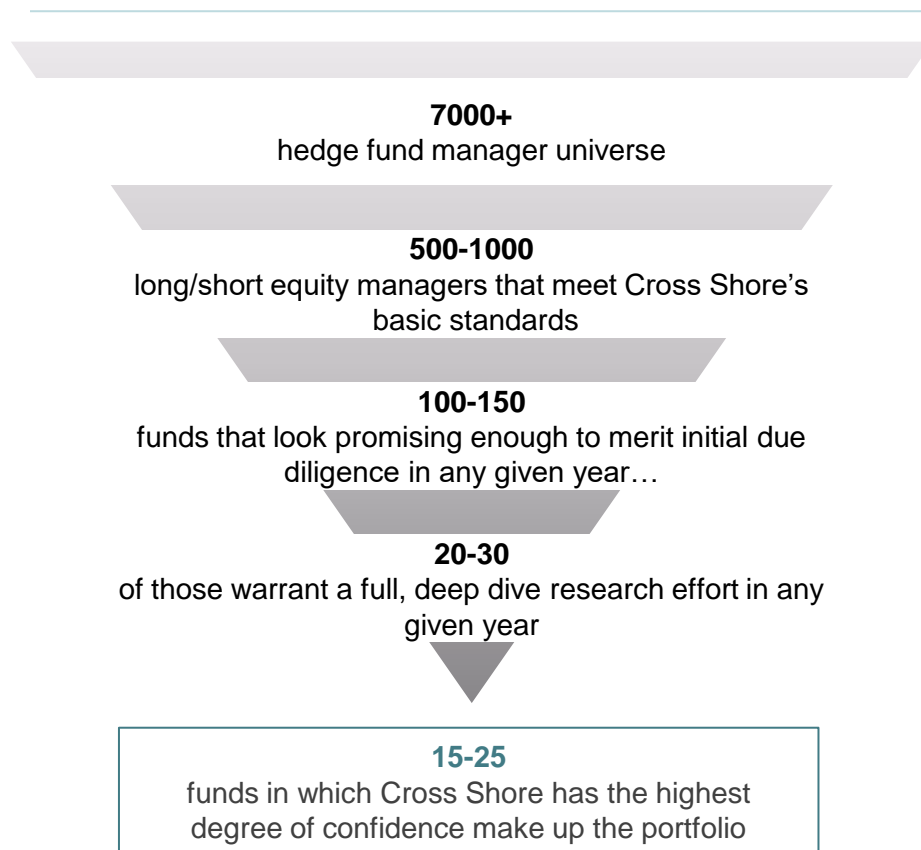 7000+
hedge fund manager universe
500-1000
long/short equity managers that meet Cross Shore’s
basic standards
100-150
funds that look promising enough to merit initial due
diligence in any given year…
20-30
of those warrant a full, deep dive research effort in any
given year
15-25
funds in which Cross Shore has the highest
degree of confidence make up the portfolio